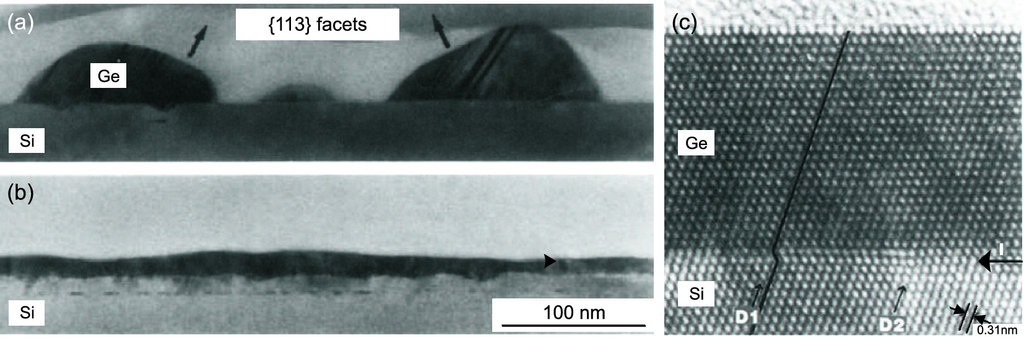 (a)
{113} facets
Ge
Si
(b)
Si
100 nm
(c)
Ge
I
Si
D1
D2
0.31nm